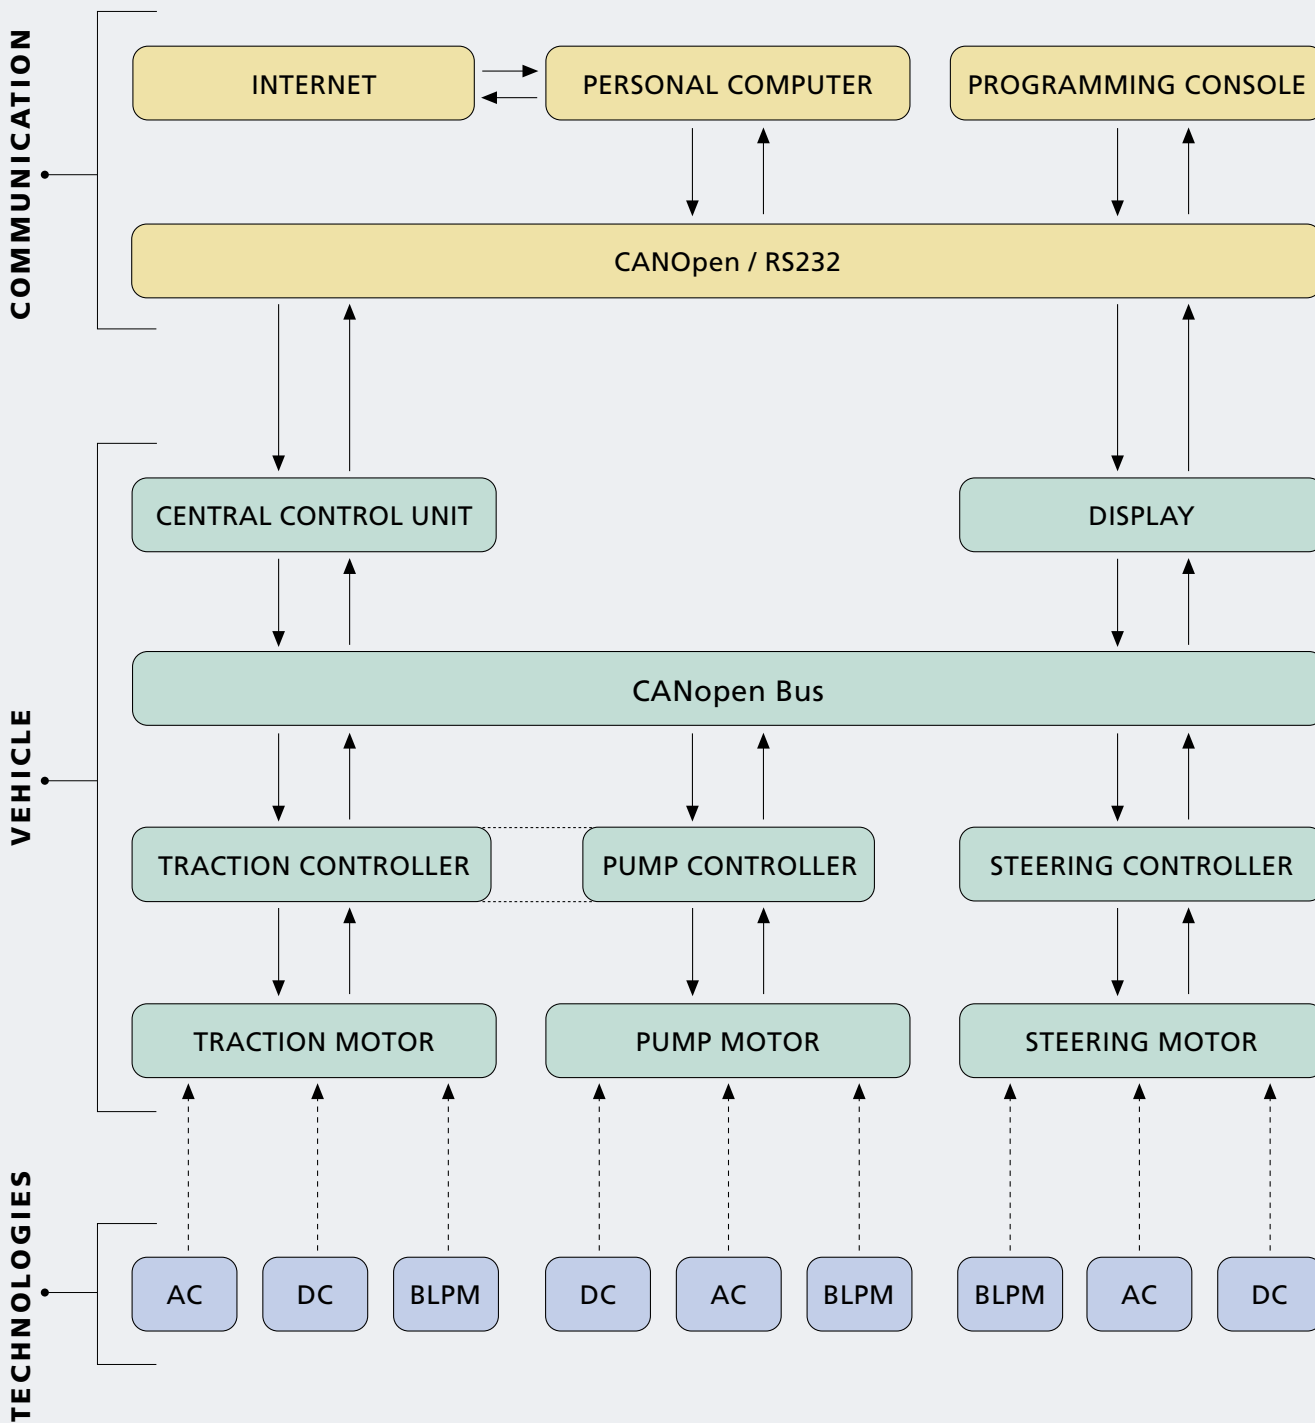 COMMUNICATION
INTERNET
PERSONAL COMPUTER
PROGRAMMING CONSOLE
CANOpen / RS232
VEHICLE
CENTRAL CONTROL UNIT
DISPLAY
CANopen Bus
TRACTION CONTROLLER
PUMP CONTROLLER
STEERING CONTROLLER
TRACTION MOTOR
PUMP MOTOR
STEERING MOTOR
TECHNOLOGIES
AC
DC
BLPM
DC
AC
BLPM
BLPM
AC
DC